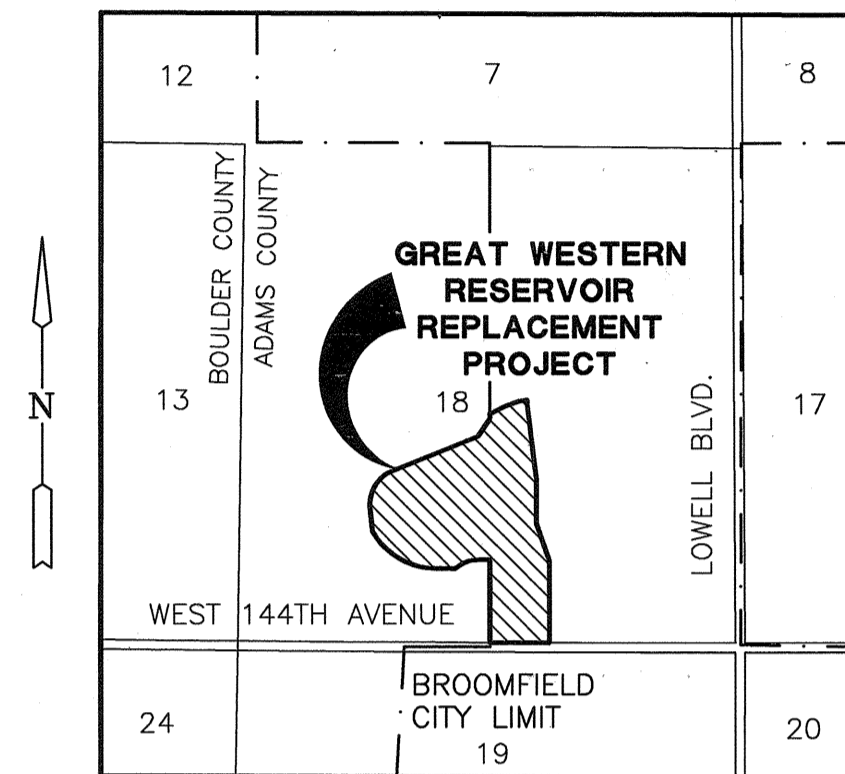 12
7
8
BOULDER COUNTY
ADAMS COUNTY
GREAT WESTERN
RESERVOIR
REPLACEMENT
PROJECT
N
13
18
17
LOWELL BLVD.
WEST 144TH AVENUE
BROOMFIELD
CITY LIMIT
24
19
20